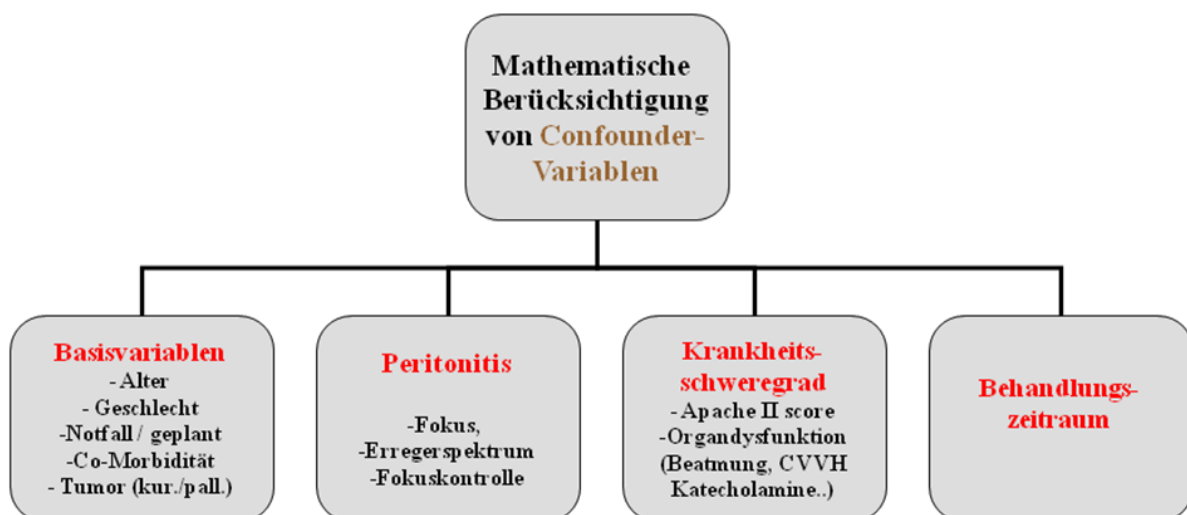 Mathematische
Berücksichtigung
von Confounder-
Variablen
Basisvariablen
- Alter
- Geschlecht
-Notfall / geplant
-Co-Morbidität
- Tumor (kur./pall.)
Peritonitis
-Fokus,
-Erregerspektrum
-Fokuskontrolle
Krankheits-
schweregrad
-Apache II score
-Organdysfunktion
(Beatmung, CVVH
Katecholamine..)
Behandlungs-
zeitraum